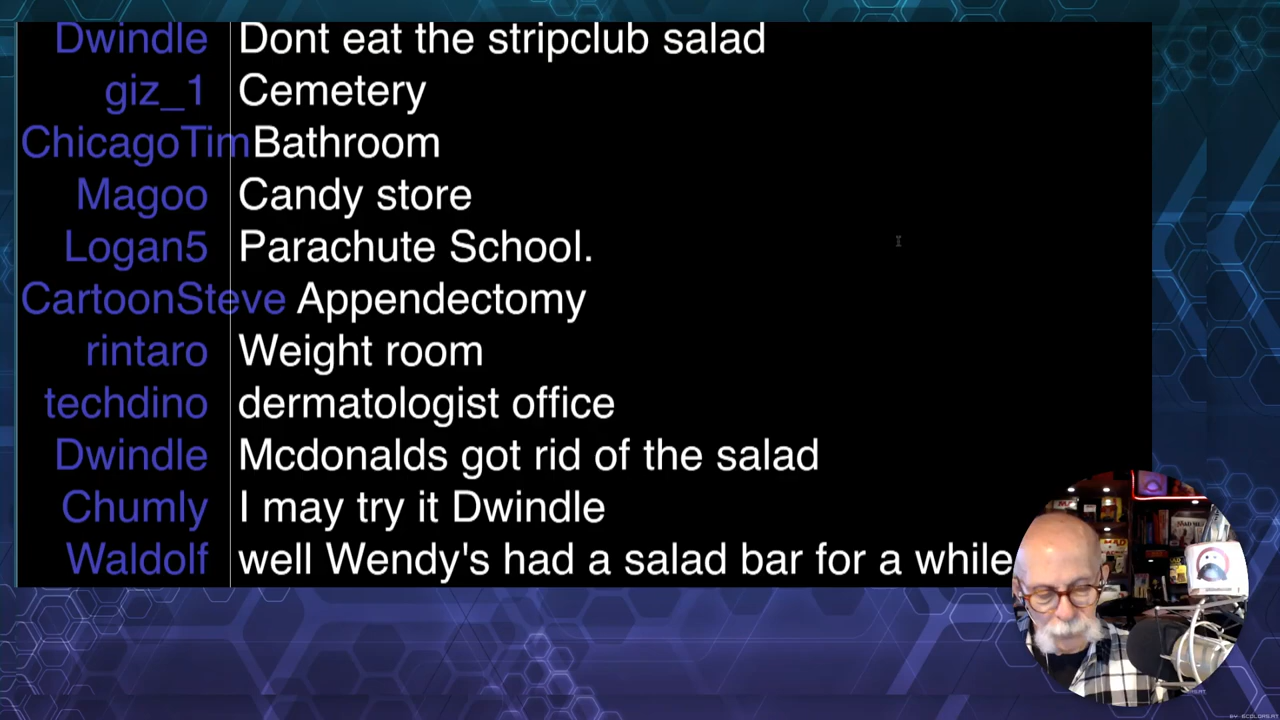 Dwindle Dont eat the stripclub salad
giz_1 Cemetery
ChicagoTim Bathroom
Magoo Candy store
Logan5 Parachute School.
CartoonSteve Appendectomy
rintaro Weight room
techdino dermatologist office
Dwindle Mcdonalds got rid of the salad
Chumly I may try it Dwindle
Waldolf well Wendy's had a salad bar for a while